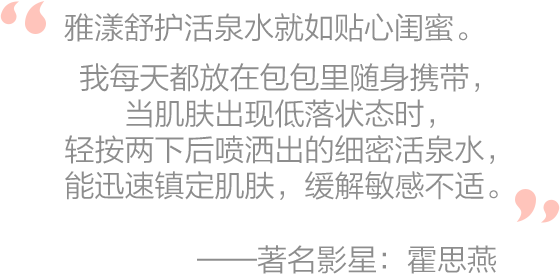 雅漾舒护活泉水就如贴心闺蜜。
我每天都放在包包里随身携带，
当肌肤出现低落状态时，
轻按两下后喷洒出的细密活泉水，
能迅速镇定肌肤，缓解敏感不适。
——著名影星：霍思燕